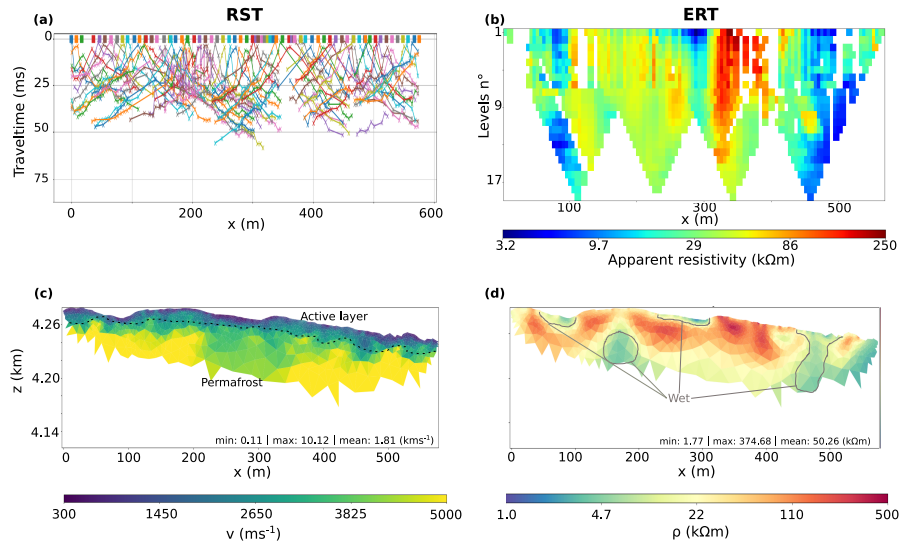 RST
ERT
(a)
(b)
0
25
50
75
Traveltime (ms)
0 200 400 600
x (m)
1
9
17
Levels n°
100 300 500
x (m)
3.2 9.7 29 86 250
Apparent resistivity (kΩm)
(c)
4.26
4.20
4.14
z (km)
Active layer
Permafrost
min: 0.11 | max: 10.12 | mean: 1.81 (kms-1)
0 100 200 300 400 500
x (m)
300 1450 2650 3825 5000
v (ms-1)
(d)
Wet
min: 1.77 | max: 374.68 | mean: 50.26 (kΩm)
0 100 200 300 400 500
x (m)
1.0 4.7 22 110 500
ρ (kΩm)